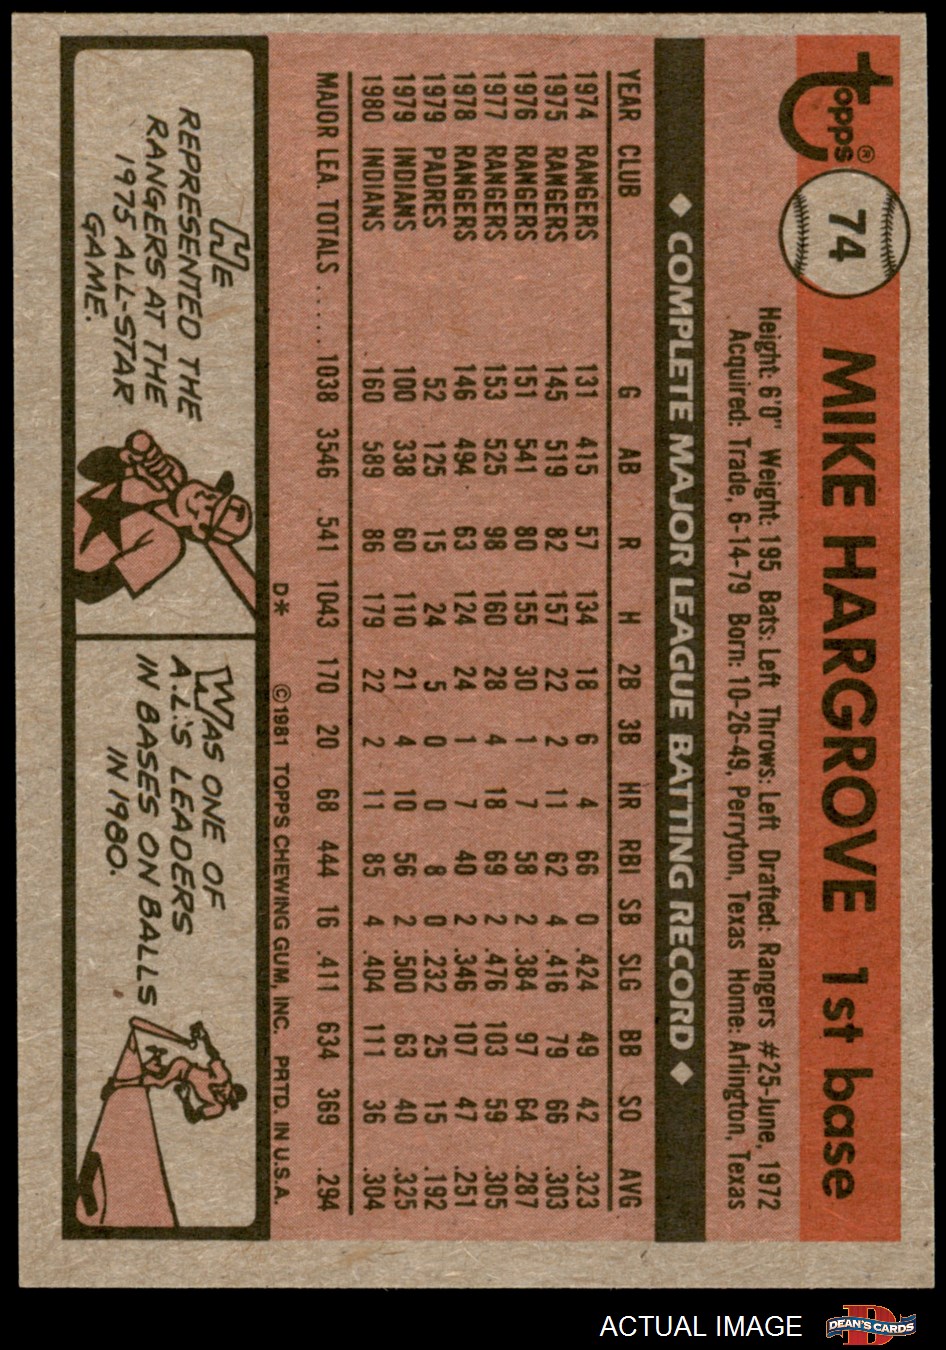 topps®
74
MIKE HARGROVE 1st base
Height: 6'0" Weight: 195 Bats: Left Throws: Left Drafted: Rangers #25-June, 1972
Acquired: Trade, 6-14-79 Born: 10-26-49, Perryton, Texas Home: Arlington, Texas
◆ COMPLETE MAJOR LEAGUE BATTING RECORD ◆
YEAR CLUB G AB R H 2B 3B HR RBI SB SLG BB SO AVG
1974 RANGERS 131 415 57 134 18 6 4 66 0 .424 49 42 .323
1975 RANGERS 145 519 82 157 22 2 11 62 4 .416 79 66 .303
1976 RANGERS 151 541 80 155 30 1 7 58 2 .384 97 64 .287
1977 RANGERS 153 525 98 160 28 4 18 69 2 .476 103 59 .305
1978 RANGERS 146 494 63 124 24 1 7 40 2 .346 107 47 .251
1979 PADRES 52 125 15 24 5 0 0 8 0 .232 25 15 .192
1979 INDIANS 100 338 60 110 21 4 10 56 2 .500 63 40 .325
1980 INDIANS 160 589 86 179 22 2 11 85 4 .404 111 36 .304
MAJOR LEA. TOTALS ..... 1038 3546 541 1043 170 20 68 444 16 .411 634 369 .294
D* ©1981 TOPPS CHEWING GUM, INC. PRTD. IN U.S.A.
HE
REPRESENTED THE
RANGERS AT THE
1975 ALL-STAR
GAME.
T
WAS ONE OF
A.L.'S LEADERS
IN BASES ON BALLS
IN 1980.
ACTUAL IMAGE
D
DEAN'S CARDS